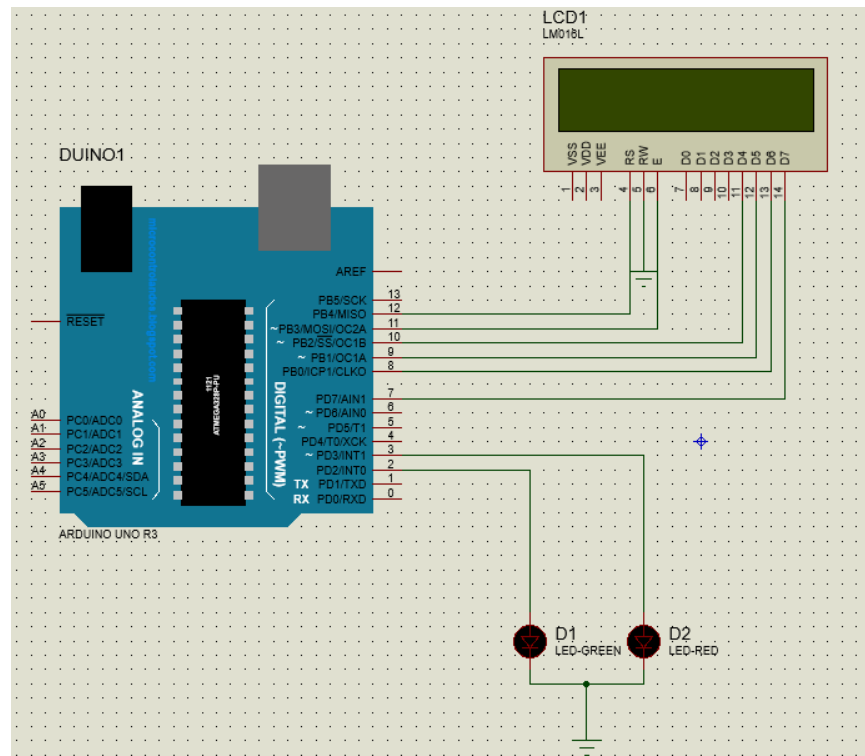 LCD1
LM016L
VSS
VDD
VEE
RS
RW
E
D0
D1
D2
D3
D4
D5
D6
D7
1
2
3
4
5
6
7
8
9
10
11
12
13
14
DUINO1
AREF
RESET
PB5/SCK 13
PB4/MISO 12
~PB3/MOSI/OC2A 11
~ PB2/SS/OC1B 10
~ PB1/OC1A 9
PB0/ICP1/CLKO 8
PD7/AIN1 7
~ PD6/AIN0 6
~ PD5/T1 5
PD4/T0/XCK 4
~ PD3/INT1 3
PD2/INT0 2
TX PD1/TXD 1
RX PD0/RXD 0
A0 PC0/ADC0
A1 PC1/ADC1
A2 PC2/ADC2
A3 PC3/ADC3
A4 PC4/ADC4/SDA
A5 PC5/ADC5/SCL
ANALOG IN
1121
ATMEGA328P-PU
DIGITAL (~PWM)
ARDUINO UNO R3
D1
LED-GREEN
D2
LED-RED